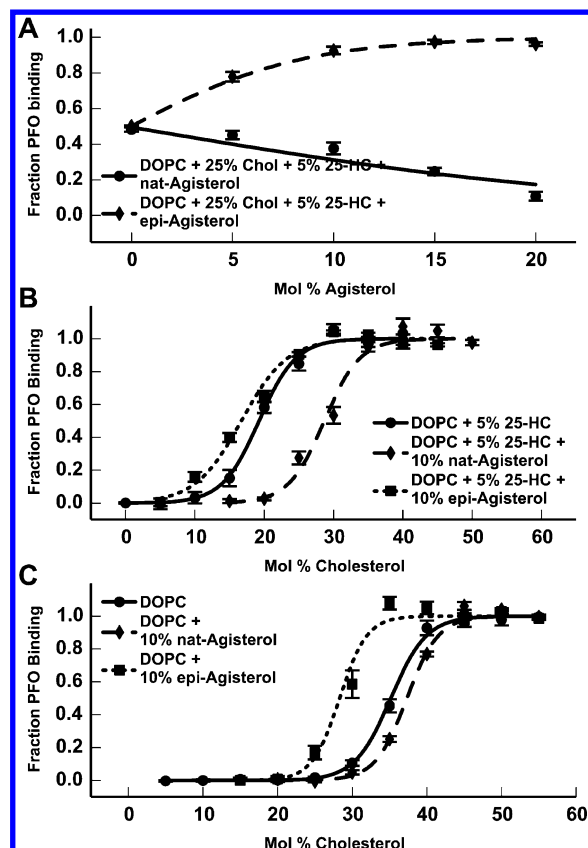 A
1.0
0.8
0.6
0.4
0.2
0.0
Fraction PFO binding
DOPC + 25% Chol + 5% 25-HC +
nat-Agisterol
DOPC + 25% Chol + 5% 25-HC +
epi-Agisterol
0 5 10 15 20
Mol % Agisterol
B
1.0
0.8
0.6
0.4
0.2
0.0
Fraction PFO Binding
DOPC + 5% 25-HC
DOPC + 5% 25-HC +
10% nat-Agisterol
DOPC + 5% 25-HC +
10% epi-Agisterol
0 10 20 30 40 50 60
Mol % Cholesterol
C
1.0
0.8
0.6
0.4
0.2
0.0
Fraction PFO Binding
DOPC
DOPC +
10% nat-Agisterol
DOPC +
10% epi-Agisterol
0 10 20 30 40 50 60
Mol % Cholesterol